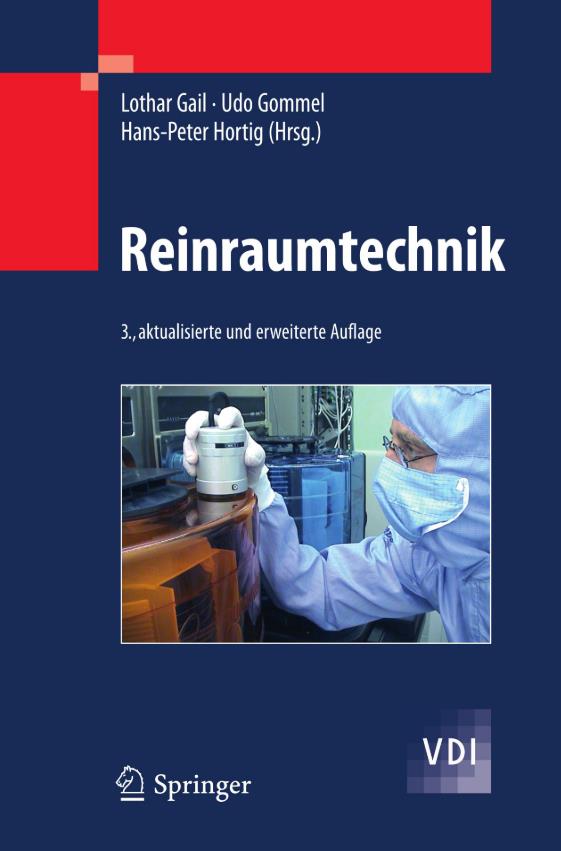 Lothar Gail · Udo Gommel
Hans-Peter Hortig (Hrsg.)
Reinraumtechnik
3., aktualisierte und erweiterte Auflage
VDI
Springer